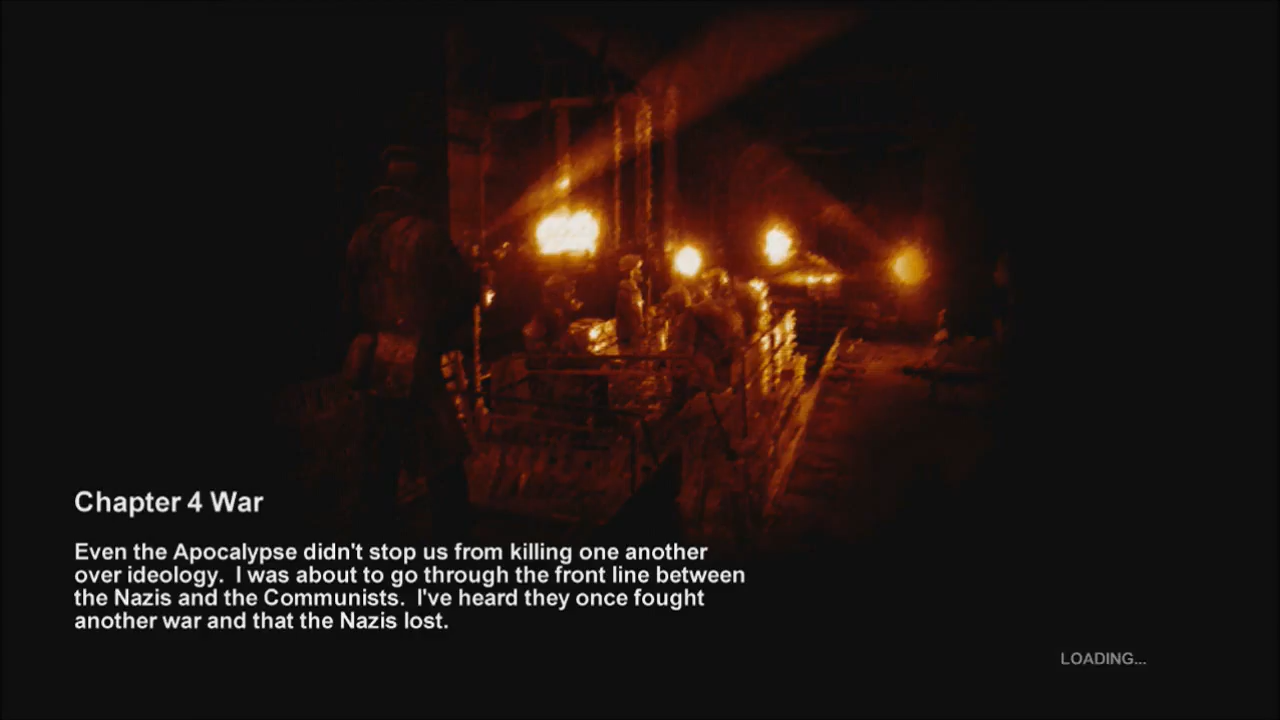 Chapter 4 War
Even the Apocalypse didn't stop us from killing one another
over ideology.  I was about to go through the front line between
the Nazis and the Communists.  I've heard they once fought
another war and that the Nazis lost.
LOADING...